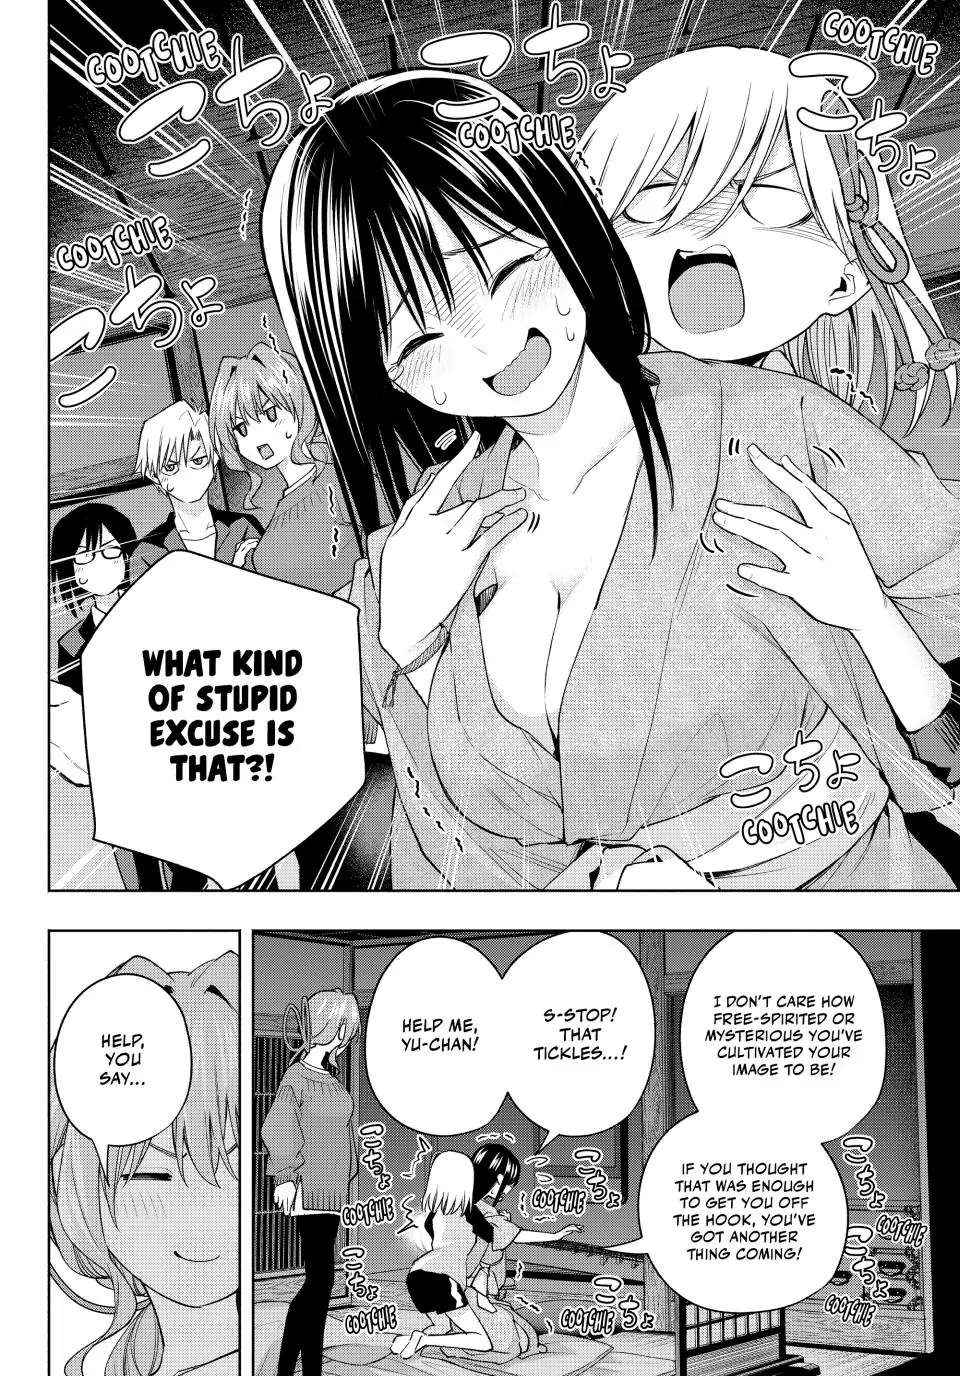 COOTCHIE
こちょ
COOTCHIE
こちょ
COOTCHIE
こちょ
COOTCHIE
こちょ
WHAT KIND
OF STUPID
EXCUSE IS
THAT?!
こちょ
COOTCHIE
I DON'T CARE HOW
FREE-SPIRITED OR
MYSTERIOUS YOU'VE
CULTIVATED YOUR
IMAGE TO BE!
IF YOU THOUGHT
THAT WAS ENOUGH
TO GET YOU OFF
THE HOOK, YOU'VE
GOT ANOTHER
THING COMING!
S-STOP!
THAT
TICKLES...!
HELP ME,
YU-CHAN!
こちょ
COOTCHIE
こちょ
COOTCHIE
こちょ
COOTCHIE
こちょ
COOTCHIE
こちょ
COOTCHIE
HELP,
YOU
SAY...